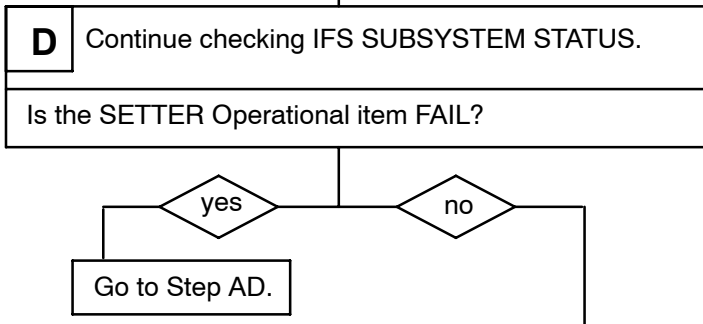 D Continue checking IFS SUBSYSTEM STATUS.
Is the SETTER Operational item FAIL?
yes no
Go to Step AD.